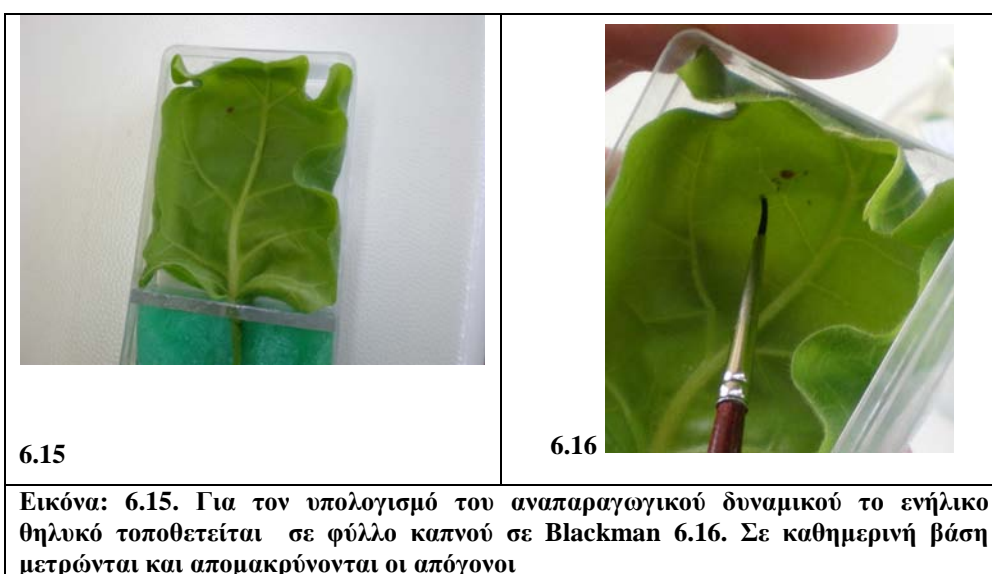 6.15
6.16
Εικόνα: 6.15. Για τον υπολογισμό του αναπαραγωγικού δυναμικού το ενήλικο
θηλυκό τοποθετείται σε φύλλο καπνού σε Blackman 6.16. Σε καθημερινή βάση
μετρώνται και απομακρύνονται οι απόγονοι